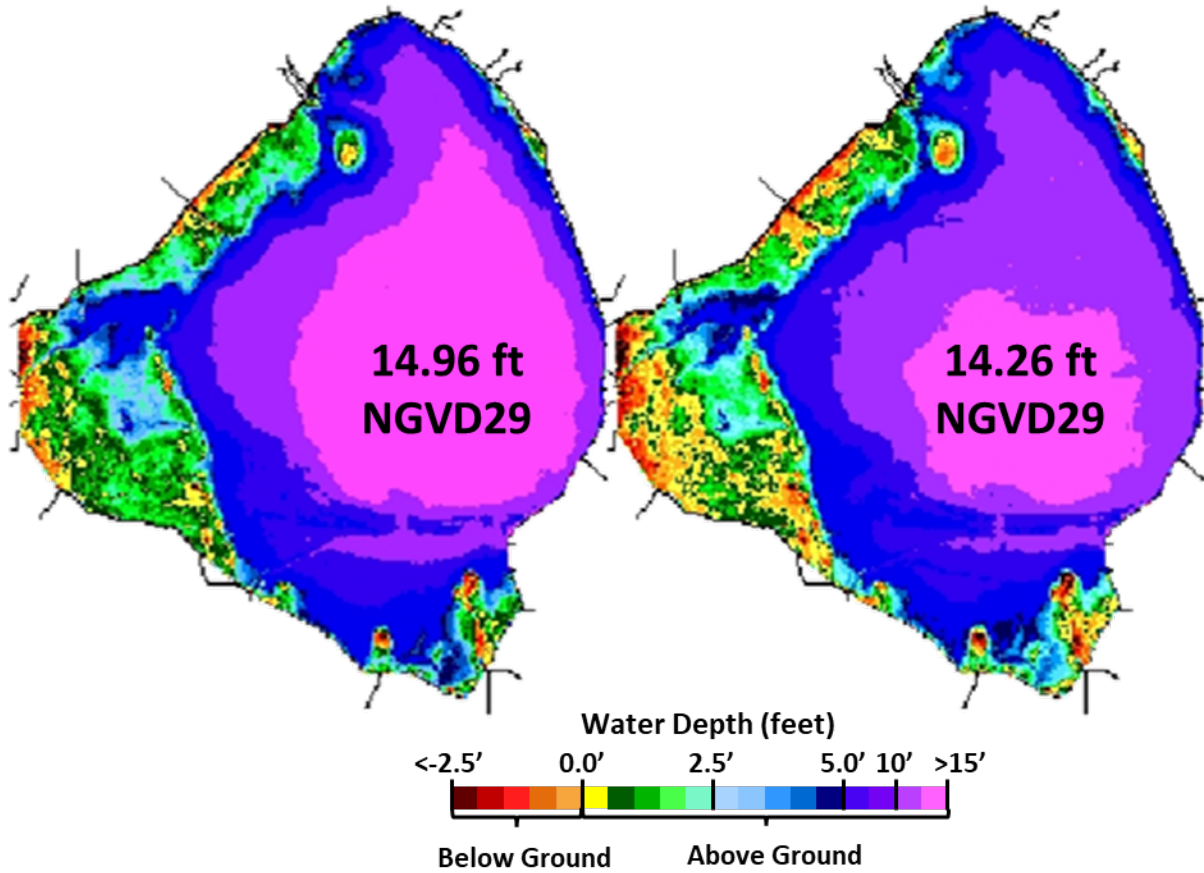 14.96 ft
NGVD29
14.26 ft
NGVD29
Water Depth (feet)
<-2.5’ 0.0’ 2.5’ 5.0’ 10’ >15’
Below Ground Above Ground